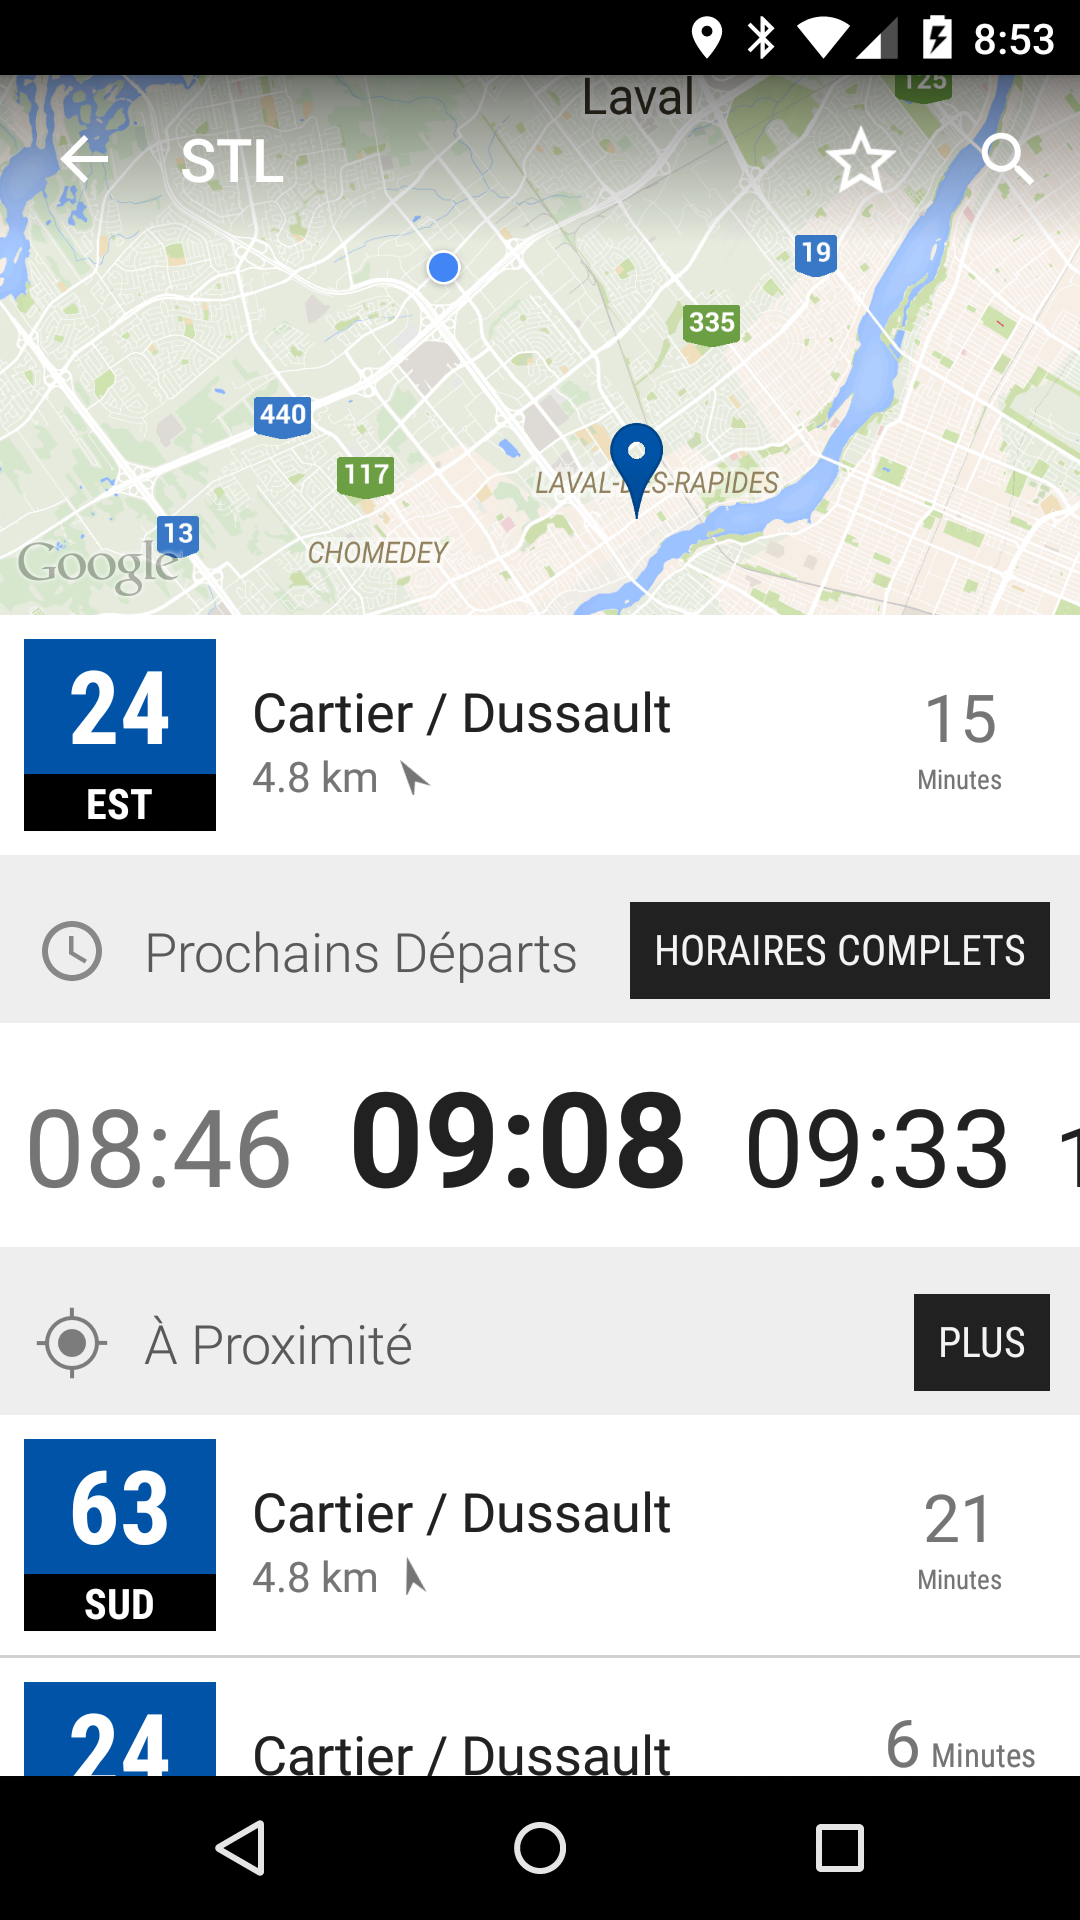 8:53
Laval
125
STL
19
335
440
117
LAVAL-DES-RAPIDES
13
CHOMEDEY
Google
24
EST
Cartier / Dussault
4.8 km
15
Minutes
Prochains Départs
HORAIRES COMPLETS
08:46 09:08 09:33 1
À Proximité
PLUS
63
SUD
Cartier / Dussault
4.8 km
21
Minutes
24
Cartier / Dussault
6 Minutes